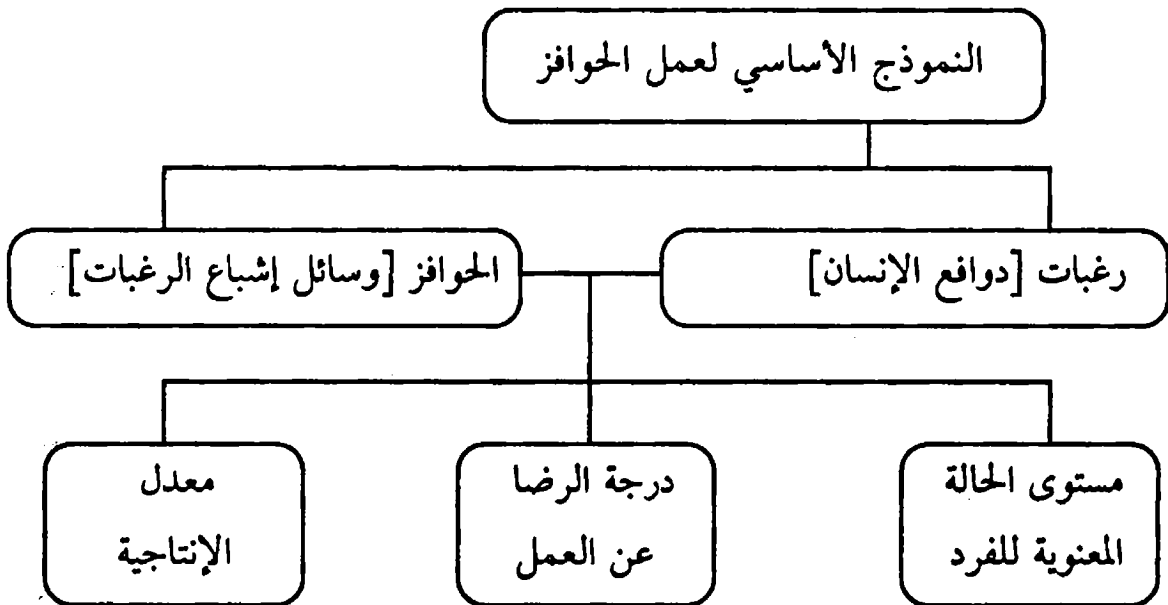 النموذج الأساسي لعمل الحوافز
رغبات [دوافع الإنسان]
الحوافز [وسائل إشباع الرغبات]
مستوى الحالة
المعنوية للفرد
درجة الرضا
عن العمل
معدل
الإنتاجية